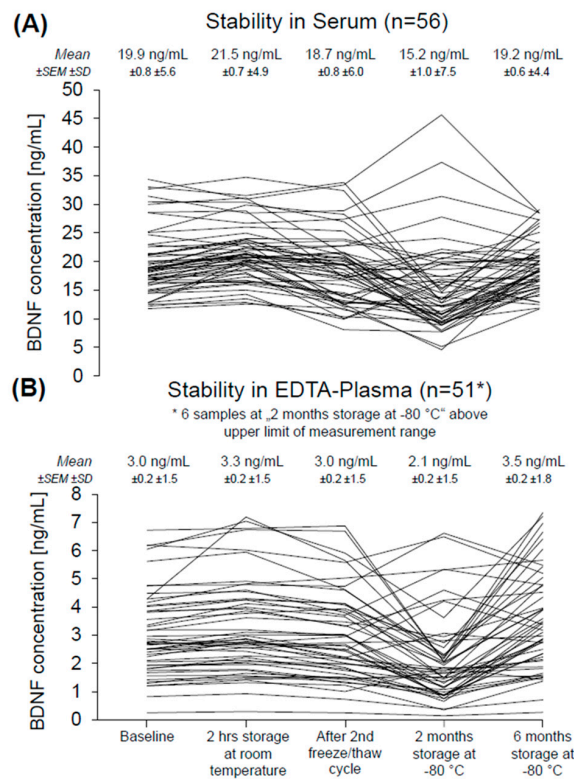 (A)
Stability in Serum (n=56)
Mean 19.9 ng/mL 21.5 ng/mL 18.7 ng/mL 15.2 ng/mL 19.2 ng/mL
±SEM ±SD ±0.8 ±5.6 ±0.7 ±4.9 ±0.8 ±6.0 ±1.0 ±7.5 ±0.6 ±4.4
BDNF concentration [ng/mL]
50
45
40
35
30
25
20
15
10
5
0
(B)
Stability in EDTA-Plasma (n=51*)
* 6 samples at „2 months storage at -80 °C“ above
upper limit of measurement range
Mean 3.0 ng/mL 3.3 ng/mL 3.0 ng/mL 2.1 ng/mL 3.5 ng/mL
±SEM ±SD ±0.2 ±1.5 ±0.2 ±1.5 ±0.2 ±1.5 ±0.2 ±1.5 ±0.2 ±1.8
BDNF concentration [ng/mL]
8
7
6
5
4
3
2
1
0
Baseline
2 hrs storage
at room
temperature
After 2nd
freeze/thaw
cycle
2 months
storage at
-80 °C
6 months
storage at
-80 °C